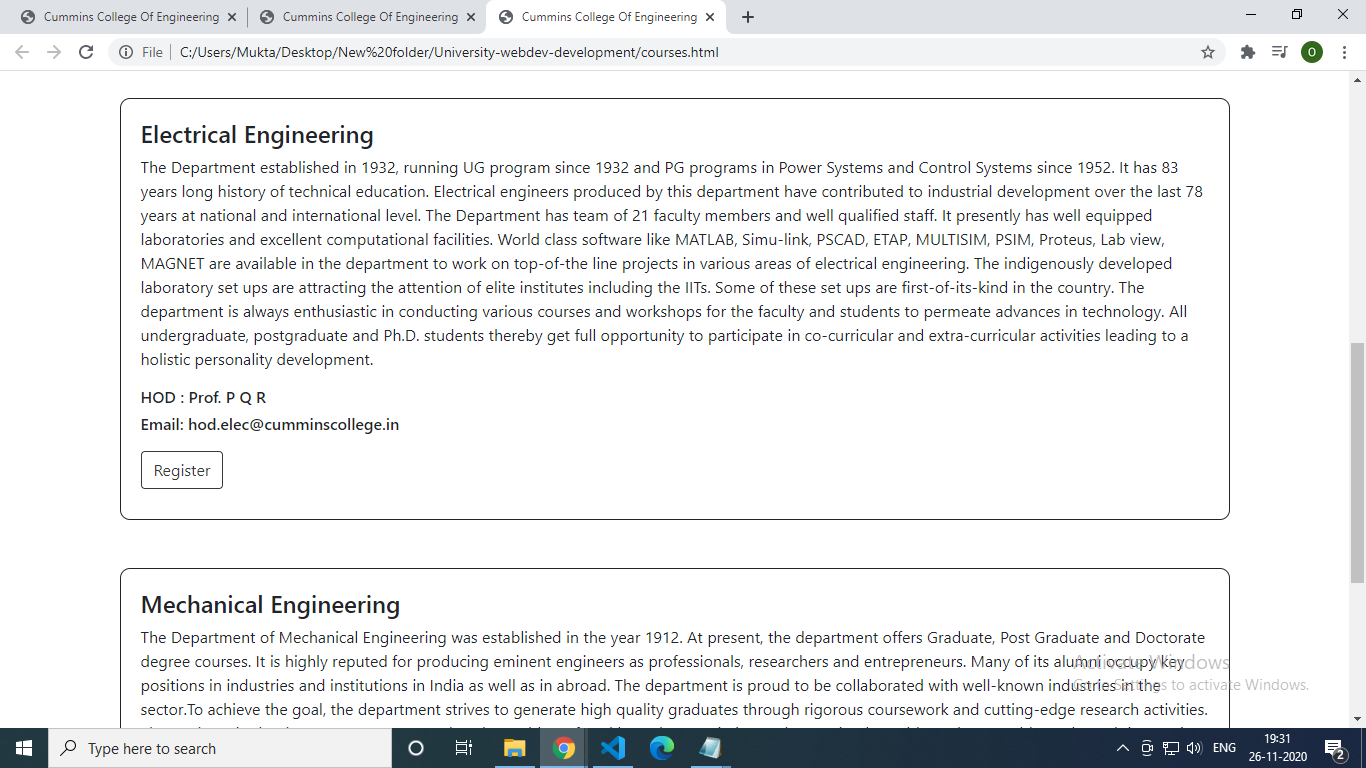 Cummins College Of Engineering
Cummins College Of Engineering
Cummins College Of Engineering
File
C:/Users/Mukta/Desktop/New%20folder/University-webdev-development/courses.html
O
Electrical Engineering
The Department established in 1932, running UG program since 1932 and PG programs in Power Systems and Control Systems since 1952. It has 83
years long history of technical education. Electrical engineers produced by this department have contributed to industrial development over the last 78
years at national and international level. The Department has team of 21 faculty members and well qualified staff. It presently has well equipped
laboratories and excellent computational facilities. World class software like MATLAB, Simu-link, PSCAD, ETAP, MULTISIM, PSIM, Proteus, Lab view,
MAGNET are available in the department to work on top-of-the line projects in various areas of electrical engineering. The indigenously developed
laboratory set ups are attracting the attention of elite institutes including the IITs. Some of these set ups are first-of-its-kind in the country. The
department is always enthusiastic in conducting various courses and workshops for the faculty and students to permeate advances in technology. All
undergraduate, postgraduate and Ph.D. students thereby get full opportunity to participate in co-curricular and extra-curricular activities leading to a
holistic personality development.
HOD : Prof. P Q R
Email: hod.elec@cumminscollege.in
Register
Mechanical Engineering
The Department of Mechanical Engineering was established in the year 1912. At present, the department offers Graduate, Post Graduate and Doctorate
degree courses. It is highly reputed for producing eminent engineers as professionals, researchers and entrepreneurs. Many of its alumni occupy key
positions in industries and institutions in India as well as in abroad. The department is proud to be collaborated with well-known industries in the
sector.To achieve the goal, the department strives to generate high quality graduates through rigorous coursework and cutting-edge research activities.
Activate Windows
Go to Settings to activate Windows.
Type here to search
ENG
19:31
26-11-2020
2